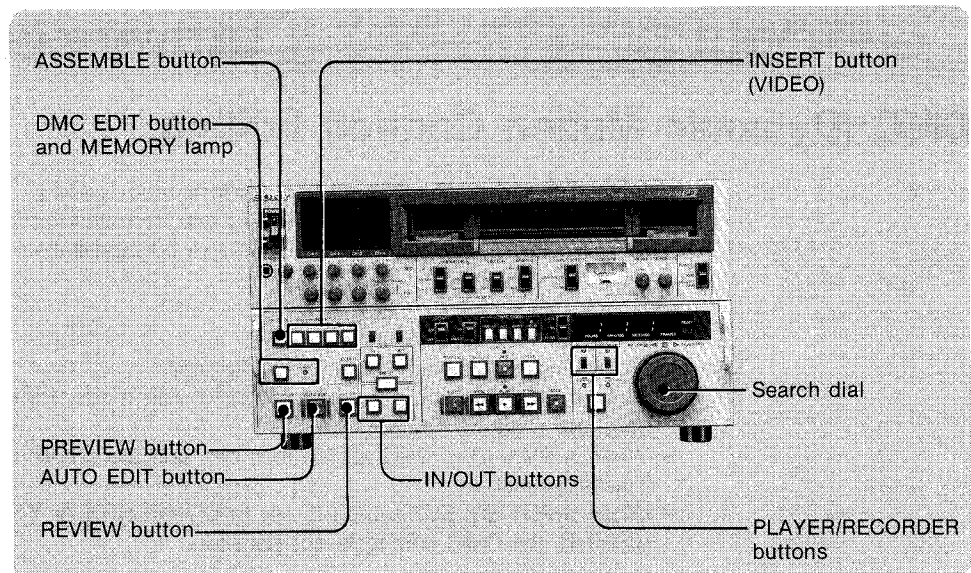 ASSEMBLE button
INSERT button
(VIDEO)
DMC EDIT button
and MEMORY lamp
Search dial
PREVIEW button
AUTO EDIT button
IN/OUT buttons
REVIEW button
PLAYER/RECORDER
buttons